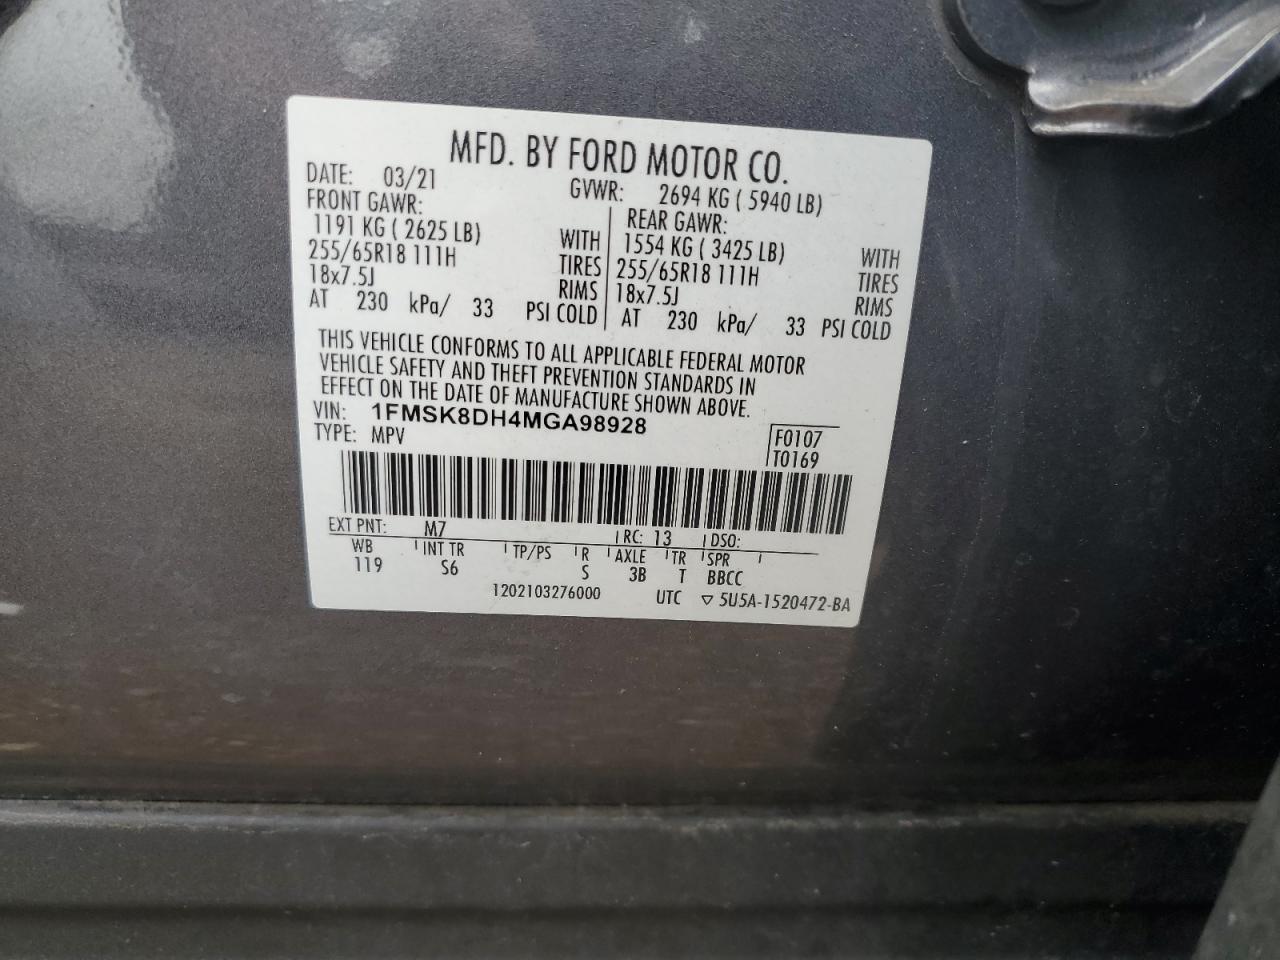 MFD. BY FORD MOTOR CO.
DATE: 03/21 GVWR: 2694 KG ( 5940 LB)
FRONT GAWR: REAR GAWR:
1191 KG ( 2625 LB) WITH 1554 KG ( 3425 LB) WITH
255/65R18 111H TIRES 255/65R18 111H TIRES
18x7.5J RIMS 18x7.5J RIMS
AT 230 kPa/ 33 PSI COLD AT 230 kPa/ 33 PSI COLD
THIS VEHICLE CONFORMS TO ALL APPLICABLE FEDERAL MOTOR
VEHICLE SAFETY AND THEFT PREVENTION STANDARDS IN
EFFECT ON THE DATE OF MANUFACTURE SHOWN ABOVE.
VIN: 1FMSK8DH4MGA98928
TYPE: MPV
F0107
T0169
EXT PNT: M7 RC: 13 DSO:
WB INT TR TP/PS R AXLE TR SPR
119 S6 S 3B T BBCC
1202103276000 UTC ▽ 5U5A-1520472-BA